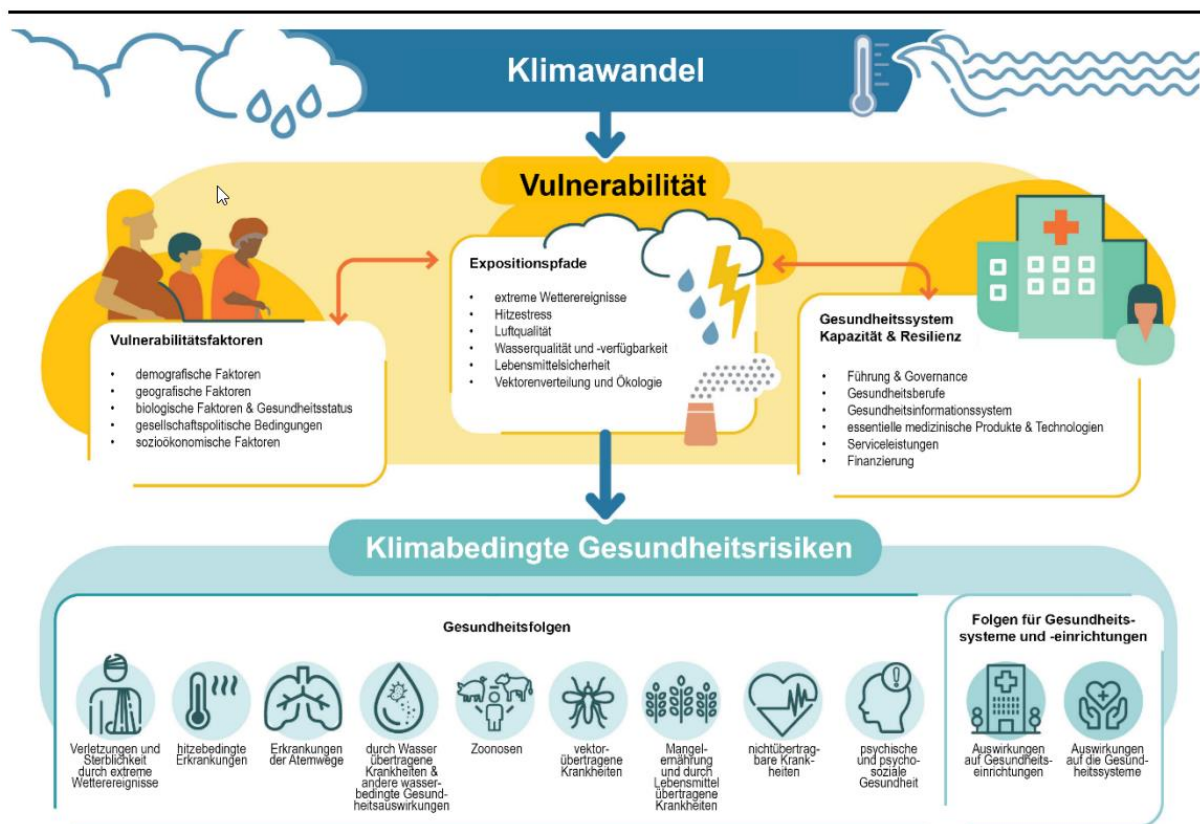 Klimawandel
Vulnerabilität
Vulnerabilitätsfaktoren
• demografische Faktoren
• geografische Faktoren
• biologische Faktoren & Gesundheitsstatus
• gesellschaftspolitische Bedingungen
• sozioökonomische Faktoren
Expositionspfade
• extreme Wetterereignisse
• Hitzestress
• Luftqualität
• Wasserqualität und -verfügbarkeit
• Lebensmittelsicherheit
• Vektorenverteilung und Ökologie
Gesundheitssystem
Kapazität & Resilienz
• Führung & Governance
• Gesundheitsberufe
• Gesundheitsinformationssystem
• essentielle medizinische Produkte & Technologien
• Serviceleistungen
• Finanzierung
Klimabedingte Gesundheitsrisiken
Gesundheitsfolgen
Verletzungen und
Sterblichkeit
durch extreme
Wetterereignisse
hitzebedingte
Erkrankungen
Erkrankungen
der Atemwege
durch Wasser
übertragene
Krankheiten &
andere wasser-
bedingte Gesund-
heitsauswirkungen
Zoonosen
vektor-
übertragene
Krankheiten
Mangel-
ernährung
und durch
Lebensmittel
übertragene
Krankheiten
nichtübertrag-
bare Krank-
heiten
psychische
und psycho-
soziale
Gesundheit
Folgen für Gesundheits-
systeme und -einrichtungen
Auswirkungen
auf Gesundheits-
einrichtungen
Auswirkungen
auf die Gesund-
heitssysteme